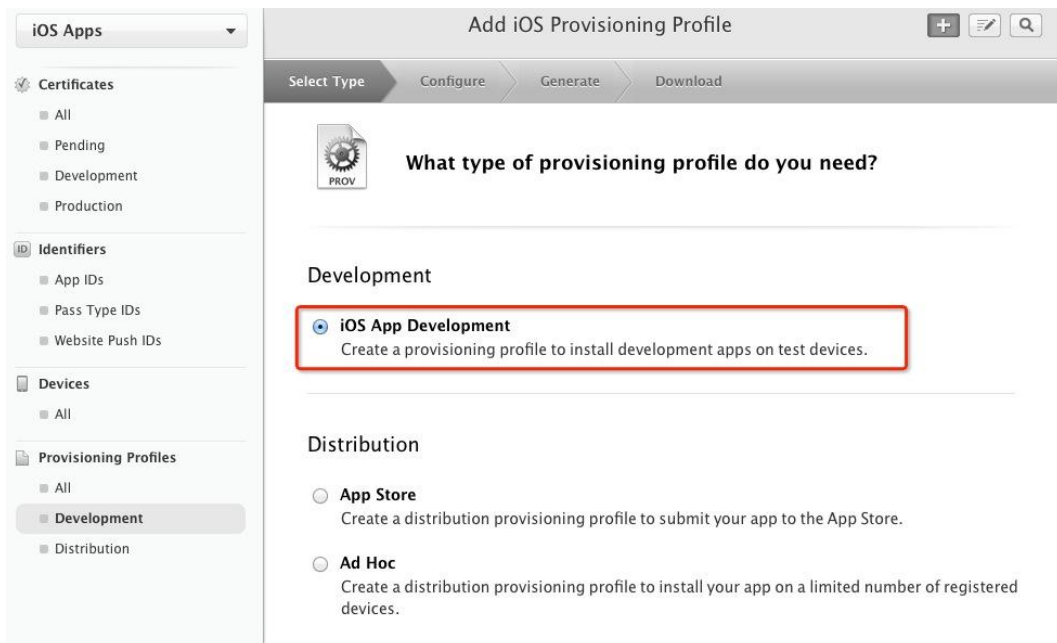 iOS Apps
Certificates
All
Pending
Development
Production
ID Identifiers
App IDs
Pass Type IDs
Website Push IDs
Devices
All
Provisioning Profiles
All
Development
Distribution
Add iOS Provisioning Profile
Select Type
Configure
Generate
Download
PROV
What type of provisioning profile do you need?
Development
iOS App Development
Create a provisioning profile to install development apps on test devices.
Distribution
App Store
Create a distribution provisioning profile to submit your app to the App Store.
Ad Hoc
Create a distribution provisioning profile to install your app on a limited number of registered
devices.